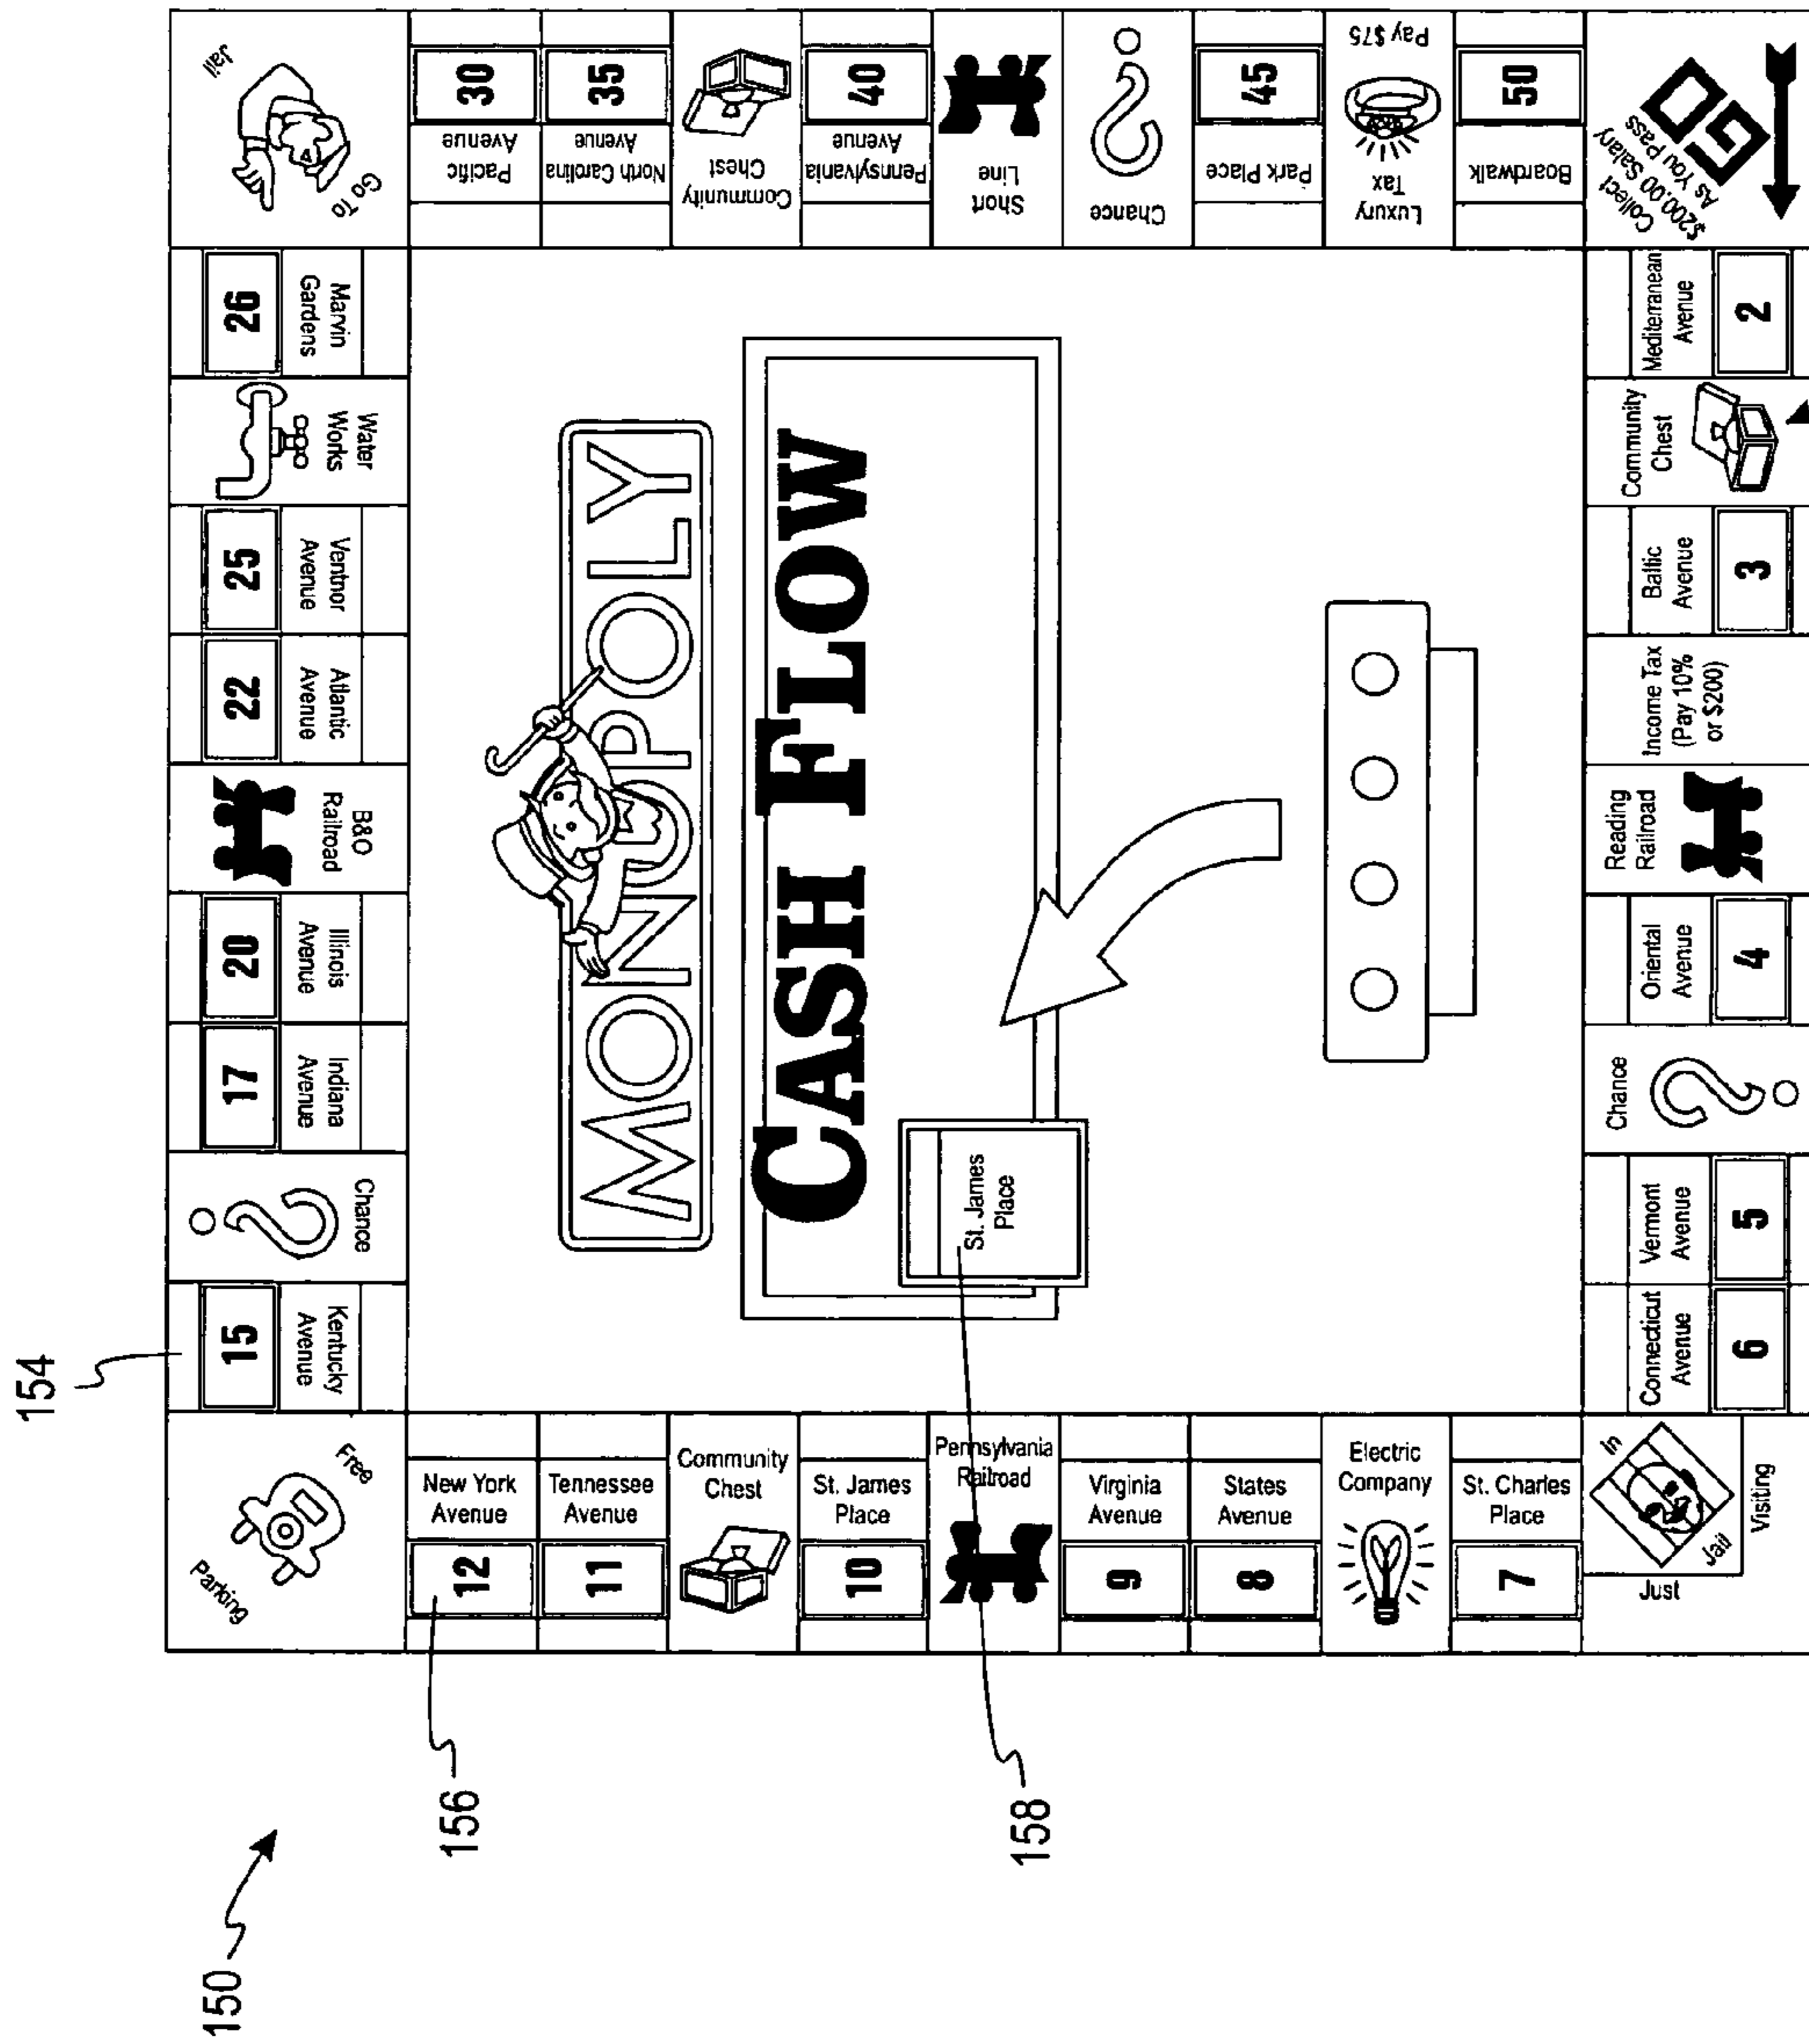 150
154
156
158
Free
Parking
15
Kentucky
Avenue
Chance
17
Indiana
Avenue
20
Illinois
Avenue
B&O
Railroad
22
Atlantic
Avenue
25
Ventnor
Avenue
Water
Works
26
Marvin
Gardens
Go To
Jail
30
Pacific
Avenue
35
North Carolina
Avenue
Community
Chest
40
Pennsylvania
Avenue
Short
Line
Chance
45
Park Place
Luxury
Tax
Pay $75
50
Boardwalk
Collect
$200.00 Salary
As You Pass
GO
Mediterranean
Avenue
2
Community
Chest
Baltic
Avenue
3
Income Tax
(Pay 10%
or $200)
Reading
Railroad
Oriental
Avenue
4
Chance
Vermont
Avenue
5
Connecticut
Avenue
6
In
Jail
Just
Visiting
St. Charles
Place
7
Electric
Company
States
Avenue
8
Virginia
Avenue
9
Pennsylvania
Railroad
St. James
Place
10
Community
Chest
Tennessee
Avenue
11
New York
Avenue
12
MONOPOLY
CASH FLOW
St. James
Place